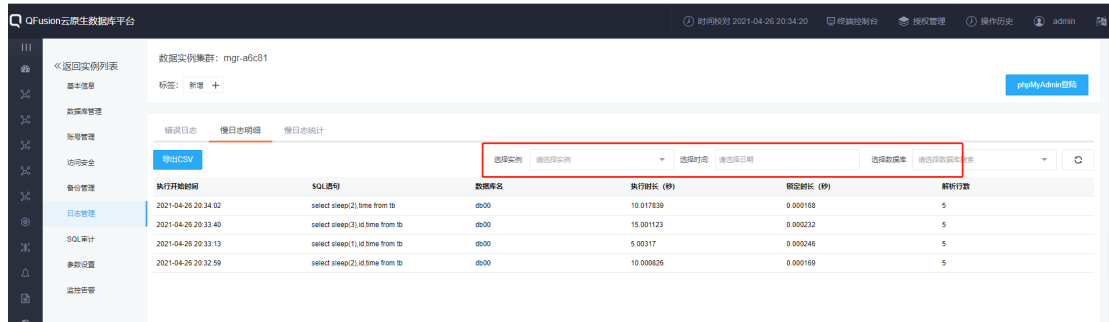 QFusion云原生数据库平台
时间校对 2021-04-26 20:34:20 终端控制台 授权管理 操作历史 admin
«返回实例列表
基本信息
数据库管理
账号管理
访问安全
备份管理
日志管理
SQL审计
参数设置
监控告警
数据实例集群：mgr-a6c81
标签： 新增 +
phpMyAdmin登陆
错误日志 慢日志明细 慢日志统计
导出CSV 选择实例: 请选择实例 选择时间: 请选择日期 选择数据库 请选择数据库搜索
执行开始时间 SQL语句 数据库名 执行时长（秒） 锁定时长（秒） 解析行数
2021-04-26 20:34:02 select sleep(2),time from tb db00 10.017839 0.000168 5
2021-04-26 20:33:40 select sleep(3),id,time from tb db00 15.001123 0.000232 5
2021-04-26 20:33:13 select sleep(1),id,time from tb db00 5.00317 0.000246 5
2021-04-26 20:32:59 select sleep(2),id,time from tb db00 10.000826 0.000169 5